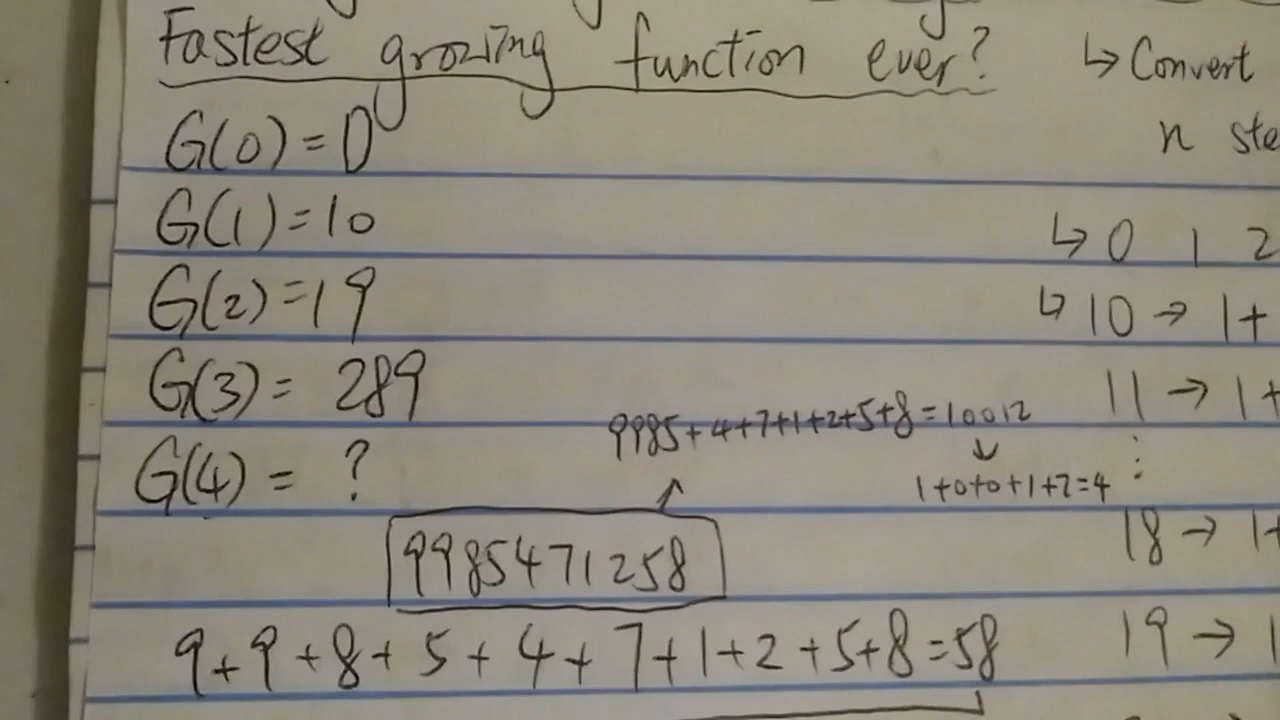 Fastest growing function ever?
↳ Convert
n ste
G(0)=0
G(1)=10
↳ 0 1 2
G(2)=19
↳ 10 → 1+
G(3)= 289
11 → 1+
9985+4+7+1+2+5+8=10012
↓
⋮
G(4) = ?
1+0+0+1+2=4
18 → 1+
9985471258
9+9+8+5+4+7+1+2+5+8=58
19 → 1